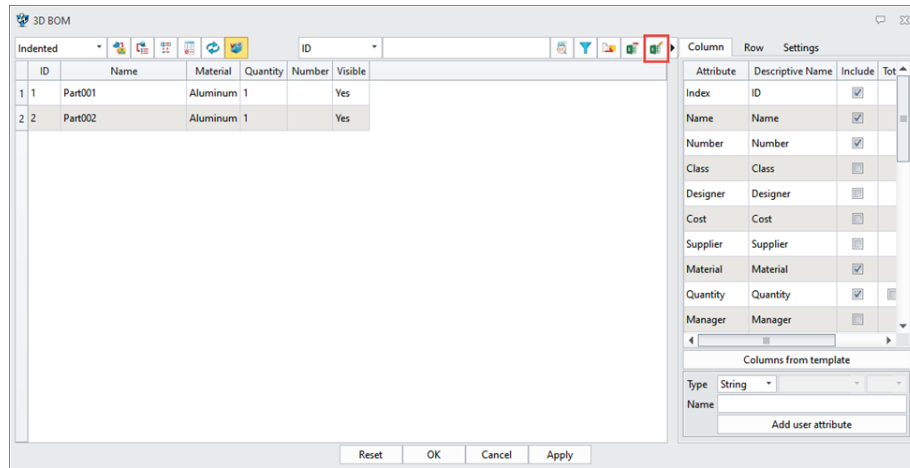 3D BOM
Indented ID Column Row Settings
ID Name Material Quantity Number Visible
1 1 Part001 Aluminum 1 Yes
2 2 Part002 Aluminum 1 Yes
Attribute Descriptive Name Include Tot
Index ID
Name Name
Number Number
Class Class
Designer Designer
Cost Cost
Supplier Supplier
Material Material
Quantity Quantity
Manager Manager
Columns from template
Type String
Name
Add user attribute
Reset OK Cancel Apply